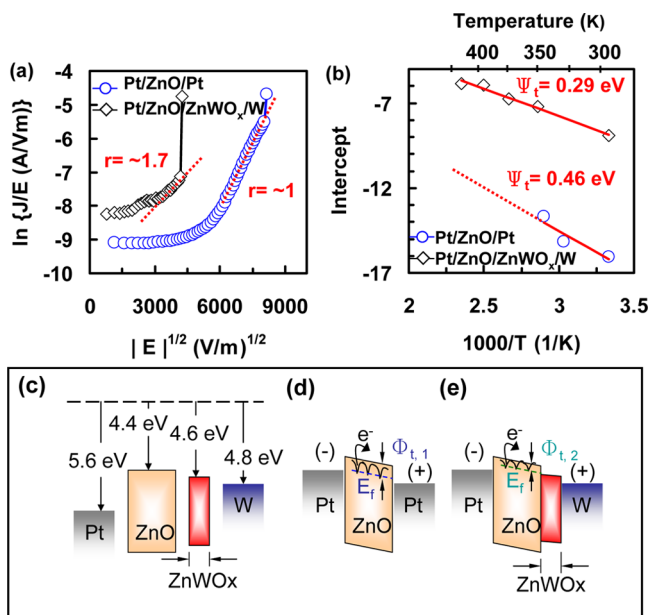 (a)
ln {J/E (A/Vm)}
-4
-5
-6
-7
-8
-9
-10
Pt/ZnO/Pt
Pt/ZnO/ZnWOx/W
r= ~1.7
r= ~1
0 3000 6000 9000
| E |1/2 (V/m)1/2
Temperature (K)
400 350 300
(b)
Intercept
-7
-12
-17
Ψt= 0.29 eV
Ψt= 0.46 eV
Pt/ZnO/Pt
Pt/ZnO/ZnWOx/W
2 2.5 3 3.5
1000/T (1/K)
(c)
5.6 eV
4.4 eV
4.6 eV
4.8 eV
Pt
ZnO
W
ZnWOx
(d)
e-
Φt, 1
(-)
(+)
Ef
Pt
ZnO
Pt
(e)
e-
Φt, 2
(-)
(+)
Ef
Pt
ZnO
W
ZnWOx